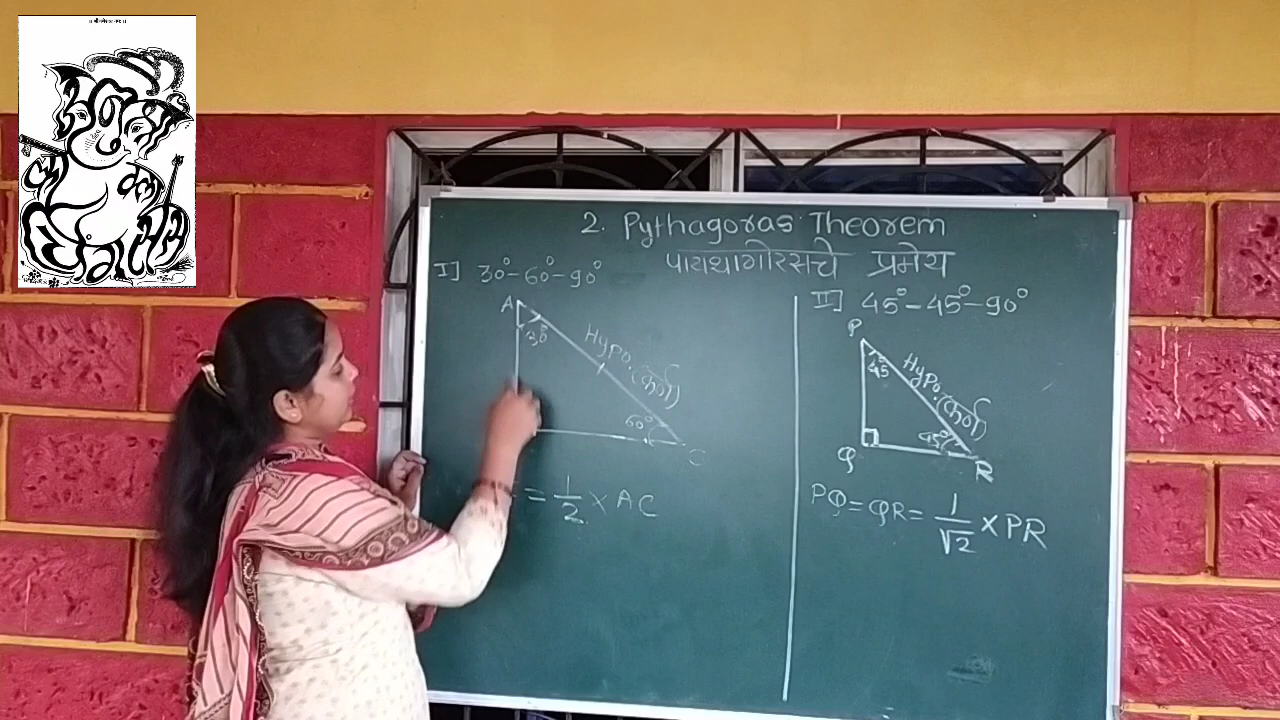 2. Pythagoras Theorem
पायथागोरसचे प्रमेय
I] 30°-60°-90°
A
30°
Hypo. (कर्ण)
60°
C
= 1/2 × AC
II] 45°-45°-90°
P
45°
Hypo. (कर्ण)
45°
Q
R
PQ = QR = 1/√2 × PR